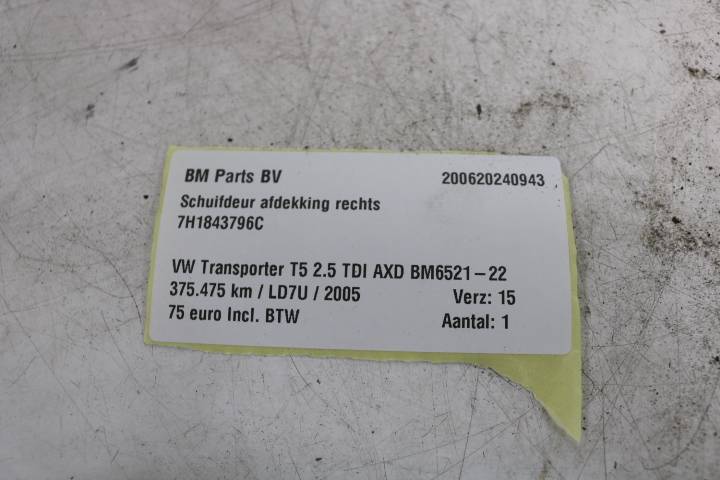 BM Parts BV 200620240943
Schuifdeur afdekking rechts
7H1843796C
VW Transporter T5 2.5 TDI AXD BM6521-22
375.475 km / LD7U / 2005 Verz: 15
75 euro Incl. BTW Aantal: 1